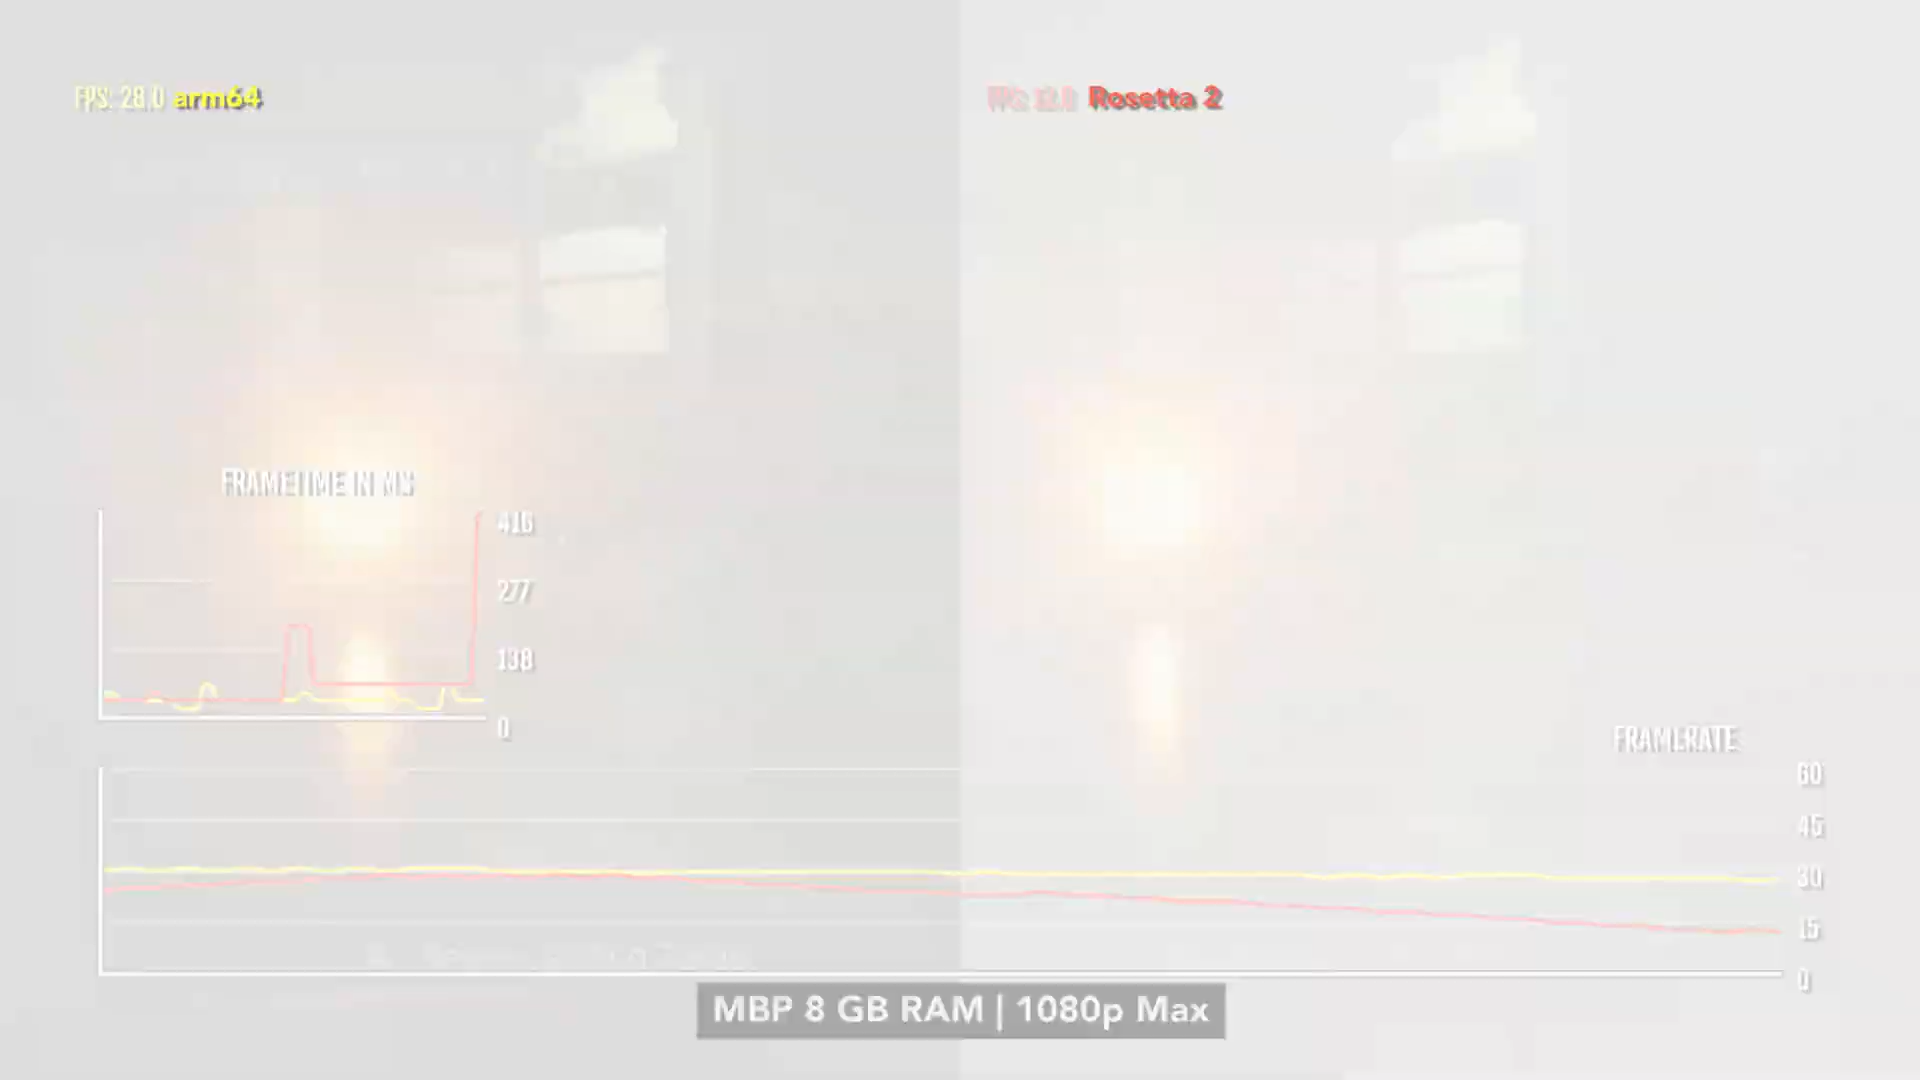 FPS: 28.0 arm64
Rosetta 2
FRAMETIME IN MS
416
277
138
0
FRAMERATE
60
45
30
15
0
MBP 8 GB RAM | 1080p Max